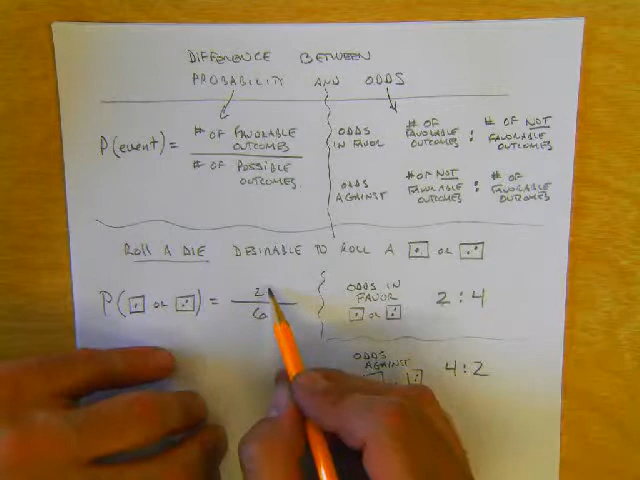 DIFFERENCE BETWEEN
PROBABILITY AND ODDS
P(event) = # OF FAVORABLE OUTCOMES
# OF POSSIBLE OUTCOMES
ODDS IN FAVOR
# OF FAVORABLE OUTCOMES : # OF NOT FAVORABLE OUTCOMES
ODDS AGAINST
# OF NOT FAVORABLE OUTCOMES : # OF FAVORABLE OUTCOMES
ROLL A DIE DESIRABLE TO ROLL A OR
P( OR ) = 2
6
ODDS IN
FAVOR
OR
2:4
ODDS
AGAINST
4:2